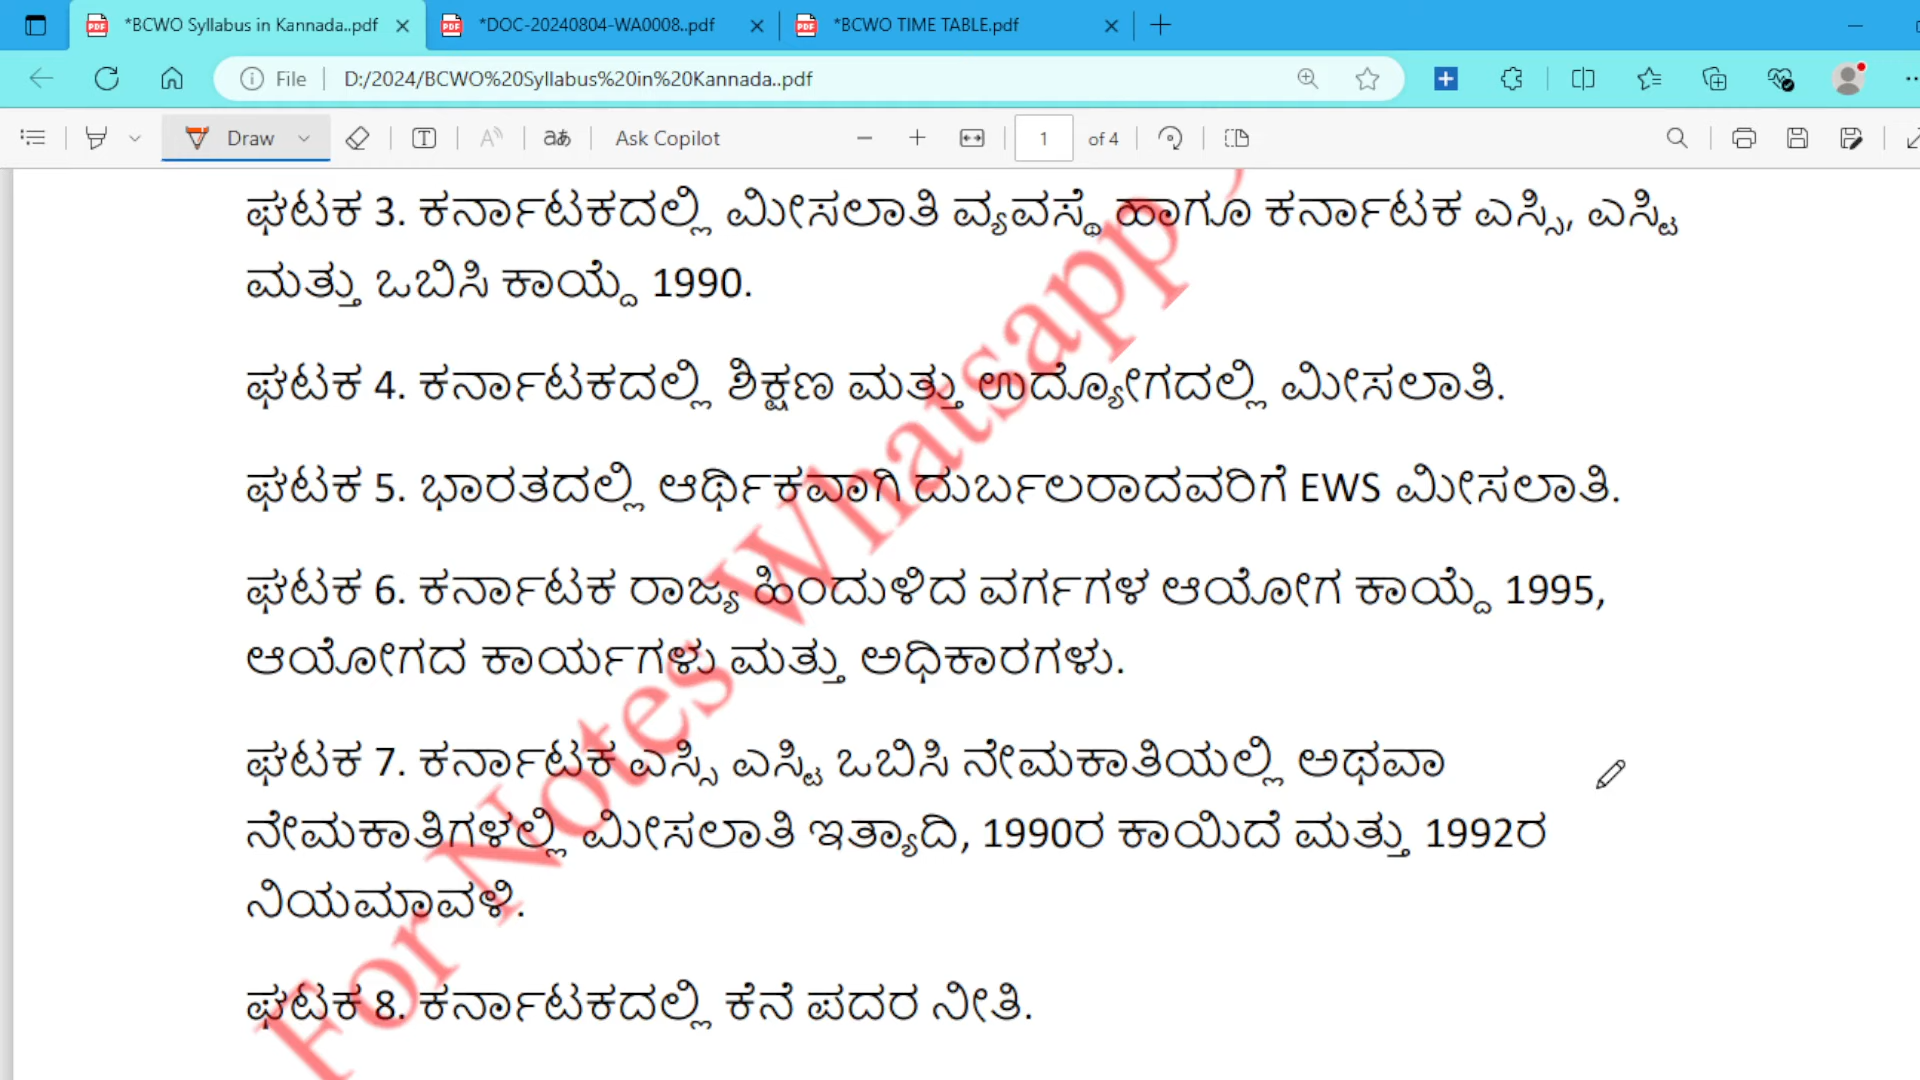 *BCWO Syllabus in Kannada..pdf *DOC-20240804-WA0008..pdf *BCWO TIME TABLE.pdf
File D:/2024/BCWO%20Syllabus%20in%20Kannada..pdf
Draw Ask Copilot 1 of 4
ಘಟಕ 3. ಕರ್ನಾಟಕದಲ್ಲಿ ಮೀಸಲಾತಿ ವ್ಯವಸ್ಥೆ ಹಾಗೂ ಕರ್ನಾಟಕ ಎಸ್ಸಿ, ಎಸ್ಟಿ
ಮತ್ತು ಒಬಿಸಿ ಕಾಯ್ದೆ 1990.
ಘಟಕ 4. ಕರ್ನಾಟಕದಲ್ಲಿ ಶಿಕ್ಷಣ ಮತ್ತು ಉದ್ಯೋಗದಲ್ಲಿ ಮೀಸಲಾತಿ.
ಘಟಕ 5. ಭಾರತದಲ್ಲಿ ಆರ್ಥಿಕವಾಗಿ ದುರ್ಬಲರಾದವರಿಗೆ EWS ಮೀಸಲಾತಿ.
ಘಟಕ 6. ಕರ್ನಾಟಕ ರಾಜ್ಯ ಹಿಂದುಳಿದ ವರ್ಗಗಳ ಆಯೋಗ ಕಾಯ್ದೆ 1995,
ಆಯೋಗದ ಕಾರ್ಯಗಳು ಮತ್ತು ಅಧಿಕಾರಗಳು.
ಘಟಕ 7. ಕರ್ನಾಟಕ ಎಸ್ಸಿ ಎಸ್ಟಿ ಒಬಿಸಿ ನೇಮಕಾತಿಯಲ್ಲಿ ಅಥವಾ
ನೇಮಕಾತಿಗಳಲ್ಲಿ ಮೀಸಲಾತಿ ಇತ್ಯಾದಿ, 1990ರ ಕಾಯಿದೆ ಮತ್ತು 1992ರ
ನಿಯಮಾವಳಿ.
ಘಟಕ 8. ಕರ್ನಾಟಕದಲ್ಲಿ ಕೆನೆ ಪದರ ನೀತಿ.
For Notes Whatsapp